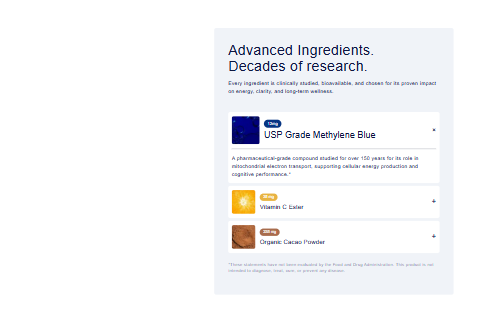 Advanced Ingredients.
Decades of research.
Every ingredient is clinically studied, bioavailable, and chosen for its proven impact
on energy, clarity, and long-term wellness.
USP Grade Methylene Blue
A pharmaceutical-grade compound studied for over 150 years for its role in
mitochondrial electron transport, supporting cellular energy production and
cognitive performance.*
Vitamin C Ester
Organic Cacao Powder
*These statements have not been evaluated by the Food and Drug Administration. This product is not
intended to diagnose, treat, cure, or prevent any disease.